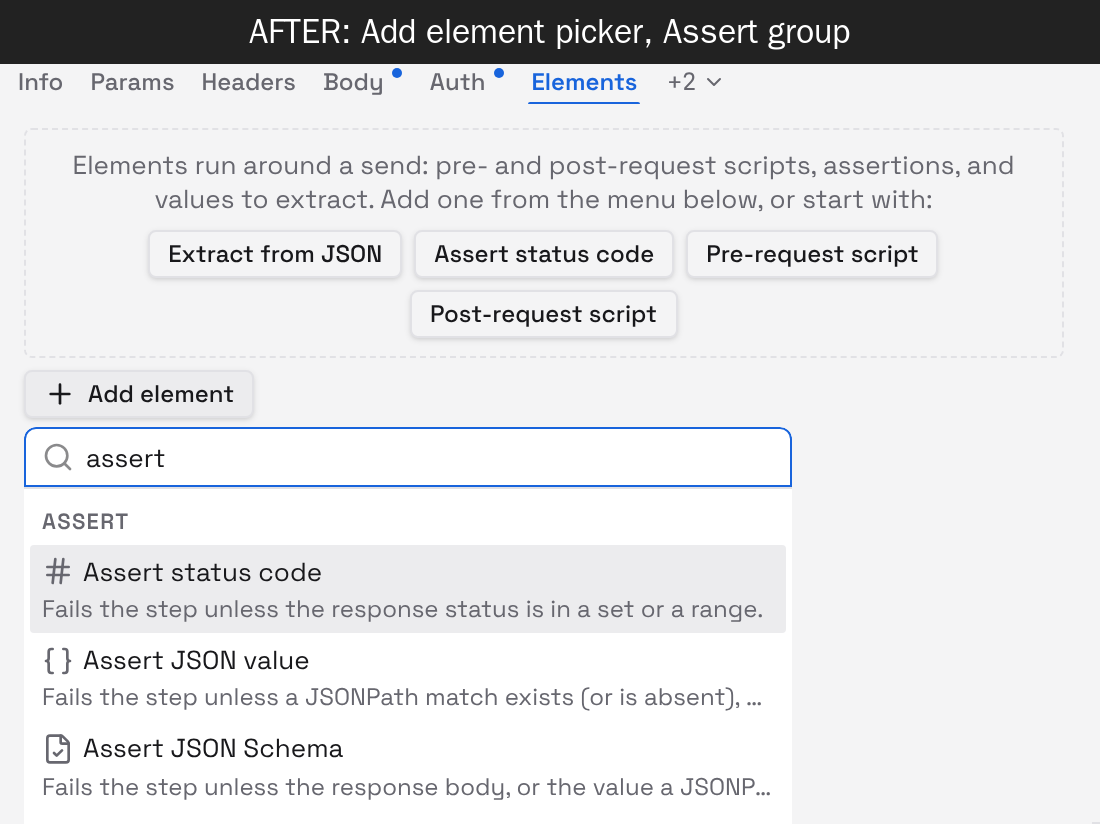 AFTER: Add element picker, Assert group
Info Params Headers Body Auth Elements +2
Elements run around a send: pre- and post-request scripts, assertions, and
values to extract. Add one from the menu below, or start with:
Extract from JSON Assert status code Pre-request script
Post-request script
Add element
assert
ASSERT
Assert status code
Fails the step unless the response status is in a set or a range.
{ } Assert JSON value
Fails the step unless a JSONPath match exists (or is absent), ...
Assert JSON Schema
Fails the step unless the response body, or the value a JSONP...